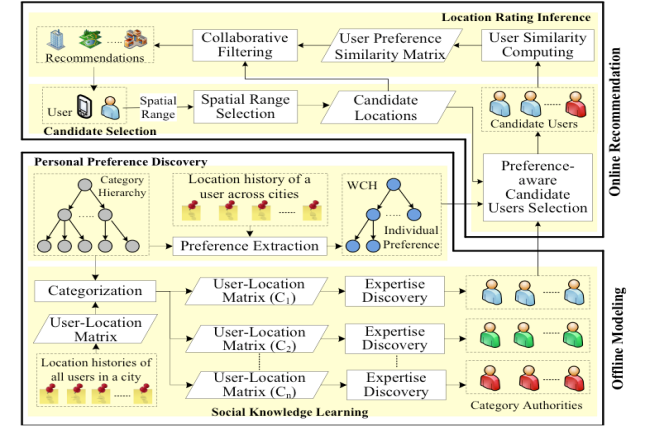 Location Rating Inference
Recommendations
Collaborative
Filtering
User Preference
Similarity Matrix
User Similarity
Computing
User
Spatial
Range
Spatial Range
Selection
Candidate
Locations
Candidate Users
Candidate Selection
Preference-
aware
Candidate
Users Selection
Online Recommendation
Personal Preference Discovery
Category
Hierarchy
Location history of a
user across cities
Preference Extraction
WCH
Individual
Preference
Categorization
User-Location
Matrix
Location histories of
all users in a city
User-Location
Matrix (C1)
Expertise
Discovery
User-Location
Matrix (C2)
Expertise
Discovery
User-Location
Matrix (Cn)
Expertise
Discovery
Category Authorities
Social Knowledge Learning
Offline Modeling